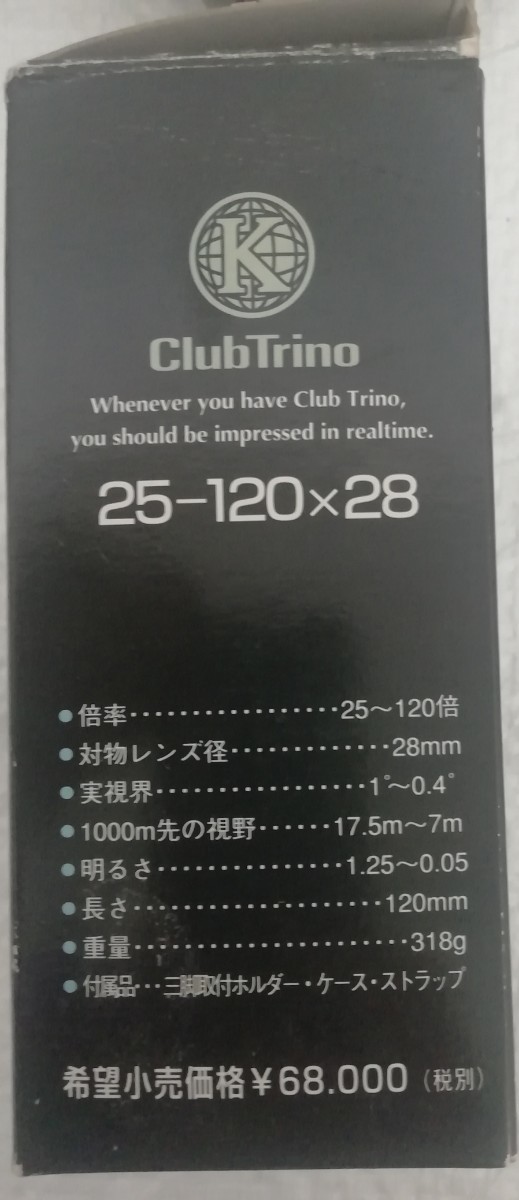 K
ClubTrino
Whenever you have Club Trino,
you should be impressed in realtime.
25-120×28
●倍率･････････････････25～120倍
●対物レンズ径･････････････28mm
●実視界･････････････････1°～0.4°
●1000m先の視野･･････17.5m～7m
●明るさ･･･････････････1.25～0.05
●長さ････････････････････120mm
●重量･･････････････････････318g
●付属品･･･三脚取付ホルダー・ケース・ストラップ
希望小売価格￥68.000（税別）